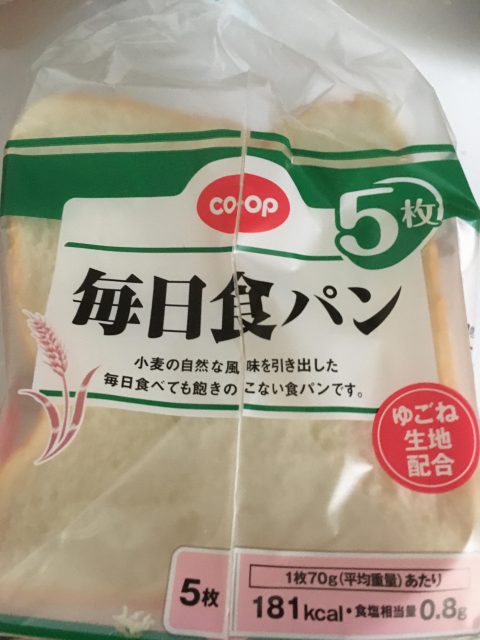 CO·OP
5枚
毎日食パン
小麦の自然な風味を引き出した
毎日食べても飽きのこない食パンです。
ゆごね
生地
配合
5枚
1枚70g(平均重量)あたり
181kcal・食塩相当量0.8g